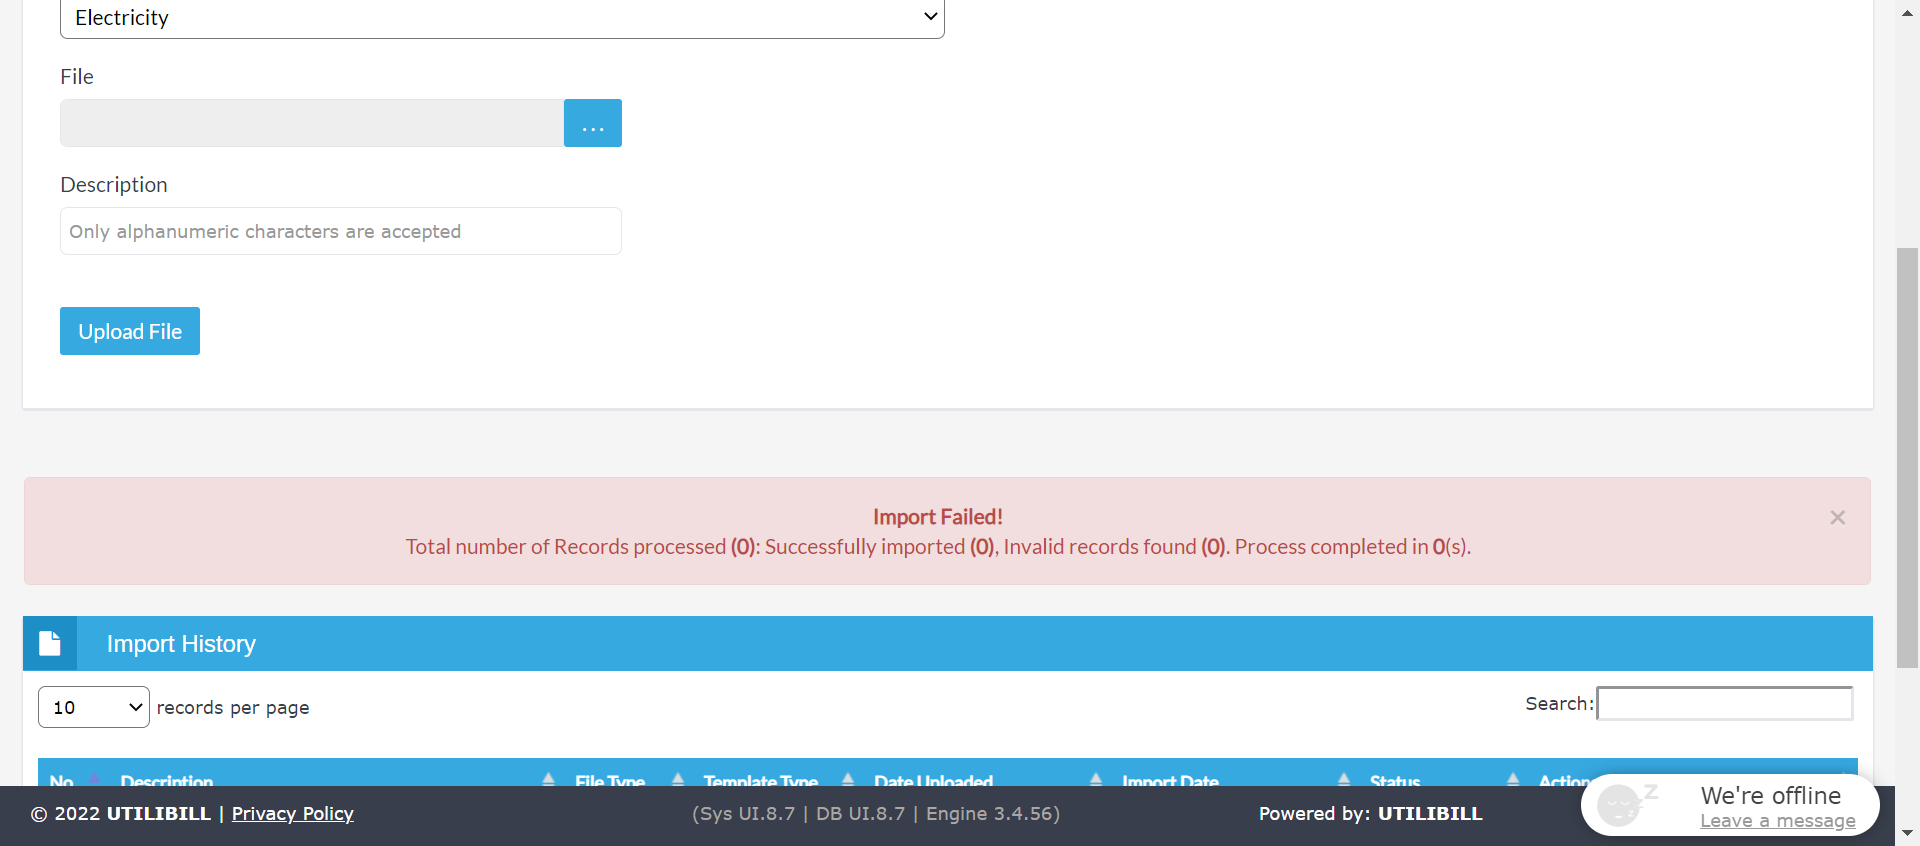 Electricity
File
...
Description
Only alphanumeric characters are accepted
Upload File
Import Failed!
×
Total number of Records processed (0): Successfully imported (0), Invalid records found (0). Process completed in 0(s).
Import History
10 records per page
Search:
No Description File Type Template Type Date Uploaded Import Date Status Action
© 2022 UTILIBILL | Privacy Policy
(Sys UI.8.7 | DB UI.8.7 | Engine 3.4.56)
Powered by: UTILIBILL
We're offline
Leave a message